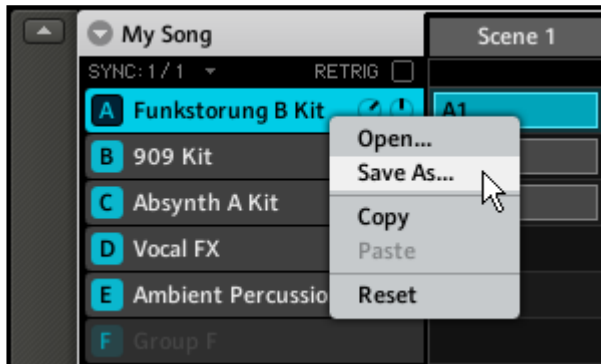 My Song
Scene 1
SYNC: 1 / 1
RETRIG
A Funkstorung B Kit
A1
B 909 Kit
C Absynth A Kit
D Vocal FX
E Ambient Percussio
F Group F
Open...
Save As...
Copy
Paste
Reset